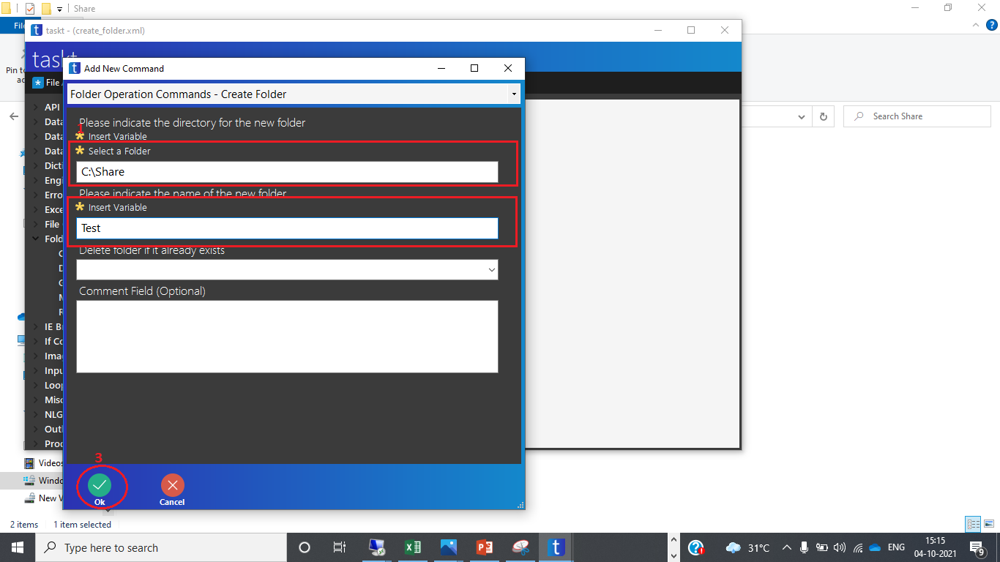 Share
File
taskt - (create_folder.xml)
taskt
Pin to
Add New Command
File
Folder Operation Commands - Create Folder
API
Data
Data
Data
Please indicate the directory for the new folder
1
Insert Variable
Select a Folder
C:\Share
Please indicate the name of the new folder
Insert Variable
Test
Delete folder if it already exists
Comment Field (Optional)
Search Share
Dicti
Engi
Erro
Exce
File
Fold
C
D
C
M
R
IE B
If Co
Imag
Inpu
Loop
Misc
NLG
Outl
Proc
3
Ok
Cancel
Videos
Windo
New V
2 items
1 item selected
Type here to search
31°C
ENG
15:15
04-10-2021
9